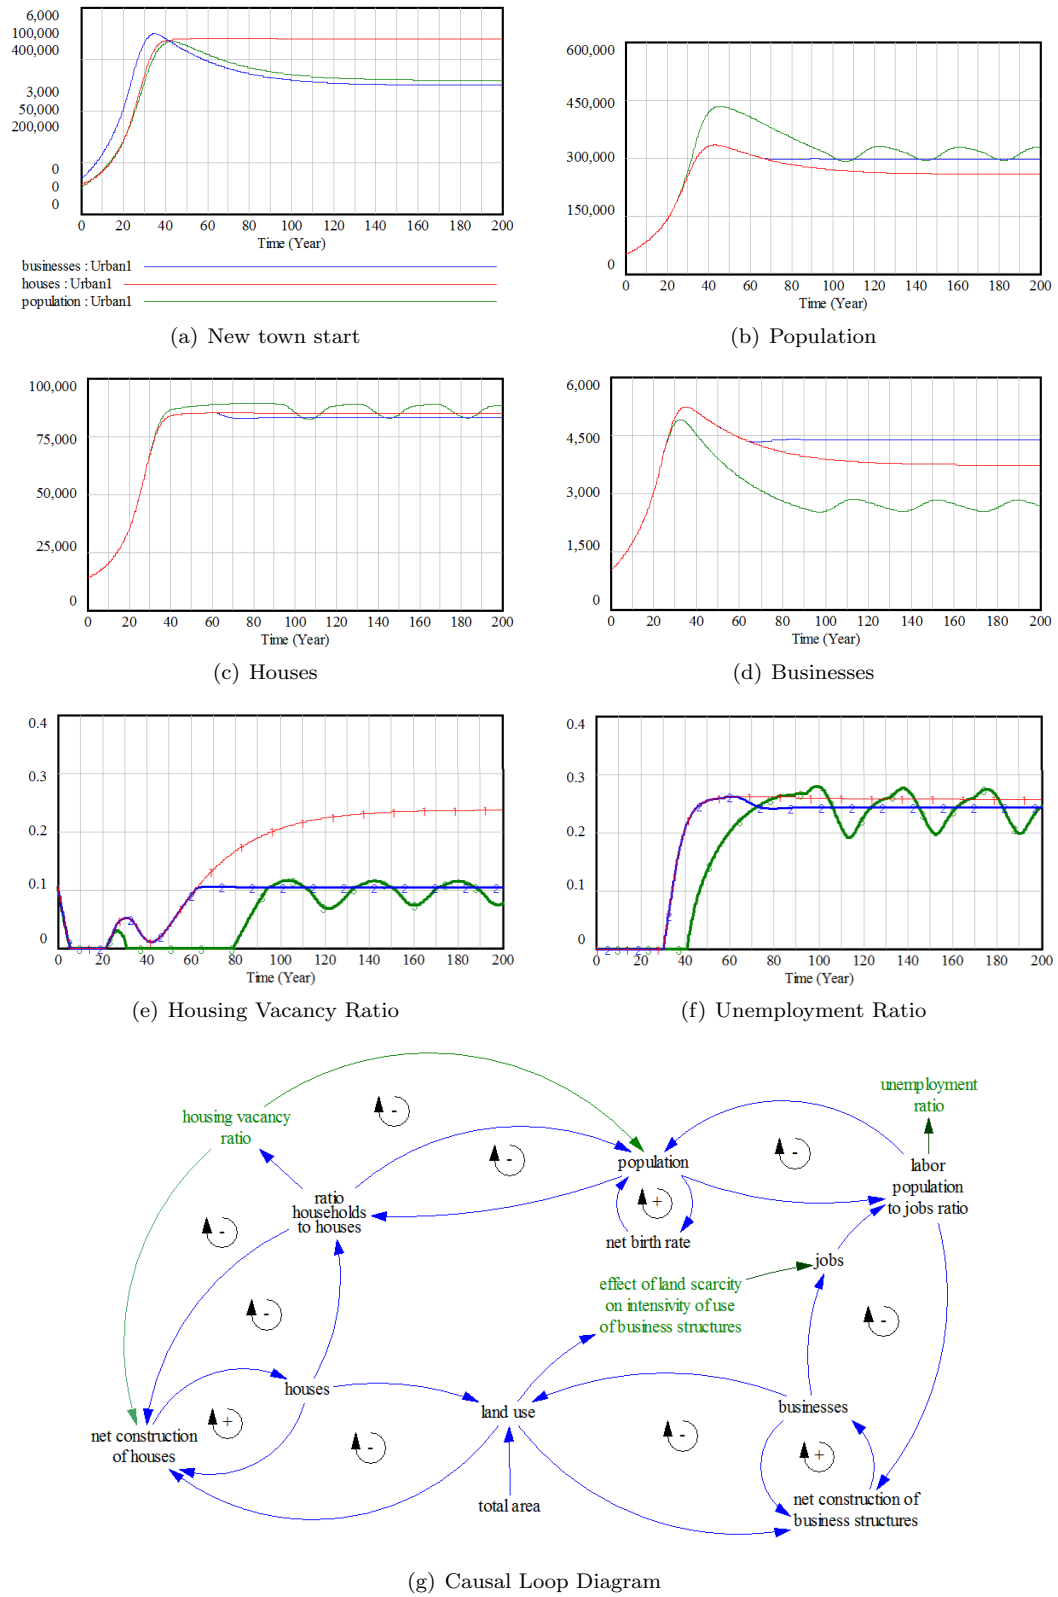 6,000
100,000
400,000
3,000
50,000
200,000
0
0
0
0 20 40 60 80 100 120 140 160 180 200
Time (Year)
businesses : Urban1
houses : Urban1
population : Urban1
(a) New town start
600,000
450,000
300,000
150,000
0
0 20 40 60 80 100 120 140 160 180 200
Time (Year)
(b) Population
100,000
75,000
50,000
25,000
0
0 20 40 60 80 100 120 140 160 180 200
Time (Year)
(c) Houses
6,000
4,500
3,000
1,500
0
0 20 40 60 80 100 120 140 160 180 200
Time (Year)
(d) Businesses
0.4
0.3
0.2
0.1
0
0 20 40 60 80 100 120 140 160 180 200
Time (Year)
(e) Housing Vacancy Ratio
0.4
0.3
0.2
0.1
0
0 20 40 60 80 100 120 140 160 180 200
Time (Year)
(f) Unemployment Ratio
housing vacancy
ratio
unemployment
ratio
population
labor
population
to jobs ratio
ratio
households
to houses
net birth rate
jobs
effect of land scarcity
on intensivity of use
of business structures
houses
land use
businesses
net construction
of houses
total area
net construction of
business structures
(g) Causal Loop Diagram